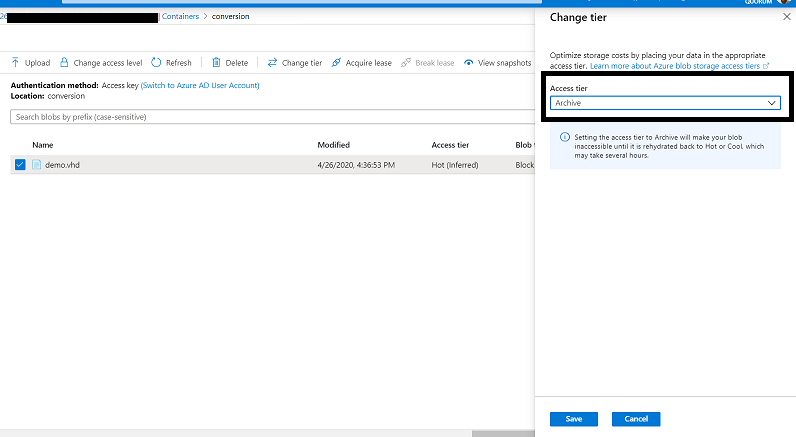 QUORUM
26
Containers > conversion
Change tier
Upload
Change access level
Refresh
Delete
Change tier
Acquire lease
Break lease
View snapshots
Authentication method: Access key (Switch to Azure AD User Account)
Location: conversion
Search blobs by prefix (case-sensitive)
Name Modified Access tier Blob
demo.vhd 4/26/2020, 4:36:53 PM Hot (Inferred) Block
Optimize storage costs by placing your data in the appropriate
access tier. Learn more about Azure blob storage access tiers
Access tier
Archive
Setting the access tier to Archive will make your blob
inaccessible until it is rehydrated back to Hot or Cool, which
may take several hours.
Save
Cancel